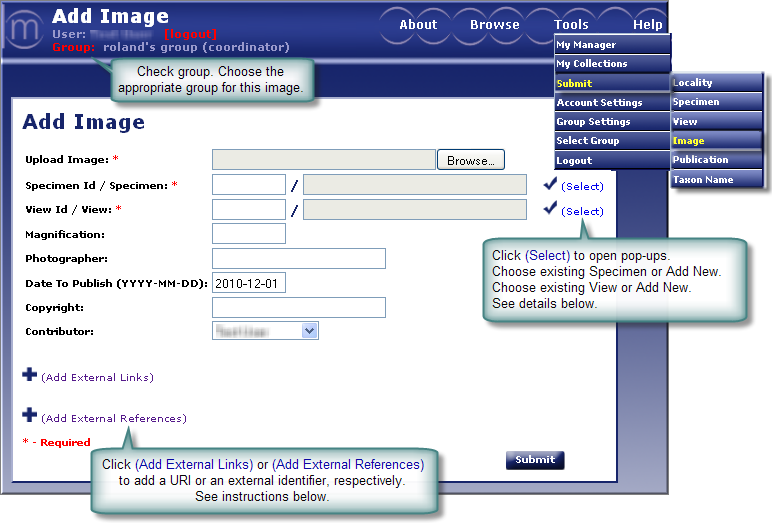 Add Image
About Browse Tools Help
User: [logout]
Group: roland's group (coordinator)
Check group. Choose the
appropriate group for this image.
My Manager
My Collections
Submit
Account Settings
Group Settings
Select Group
Logout
Locality
Specimen
View
Image
Publication
Taxon Name
Add Image
Upload Image: * Browse...
Specimen Id / Specimen: * / (Select)
View Id / View: * / (Select)
Magnification:
Photographer:
Date To Publish (YYYY-MM-DD): 2010-12-01
Copyright:
Contributor:
Click (Select) to open pop-ups.
Choose existing Specimen or Add New.
Choose existing View or Add New.
See details below.
(Add External Links)
(Add External References)
* - Required
Click (Add External Links) or (Add External References)
to add a URI or an external identifier, respectively.
See instructions below.
Submit